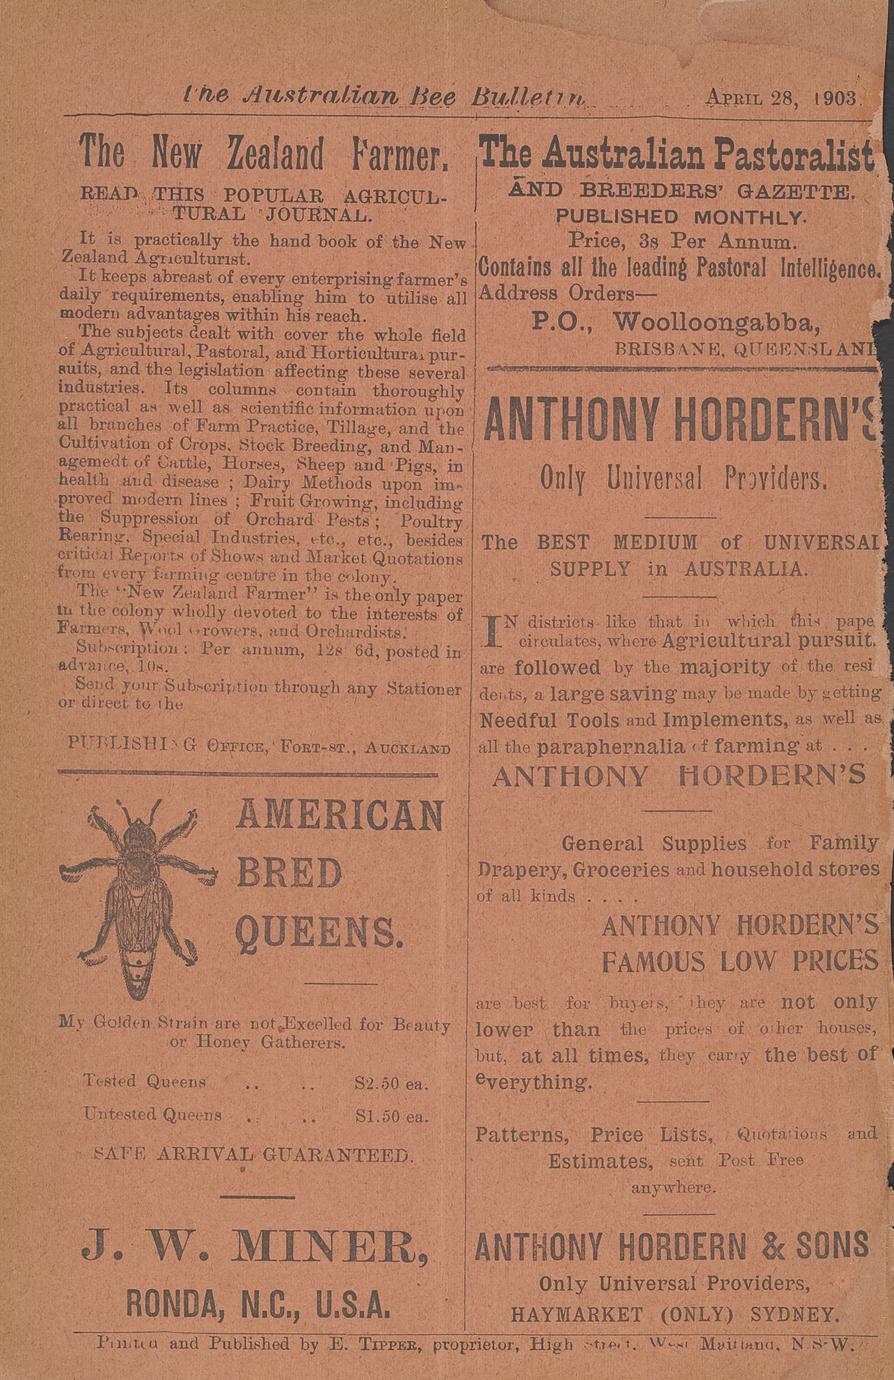 The Australian Bee Bulletin. April 28, 1903.
The New Zealand Farmer.
READ THIS POPULAR AGRICUL-
TURAL JOURNAL.
It is practically the hand book of the New
Zealand Agriculturist.
It keeps abreast of every enterprising farmer's
daily requirements, enabling him to utilise all
modern advantages within his reach.
The subjects dealt with cover the whole field
of Agricultural, Pastoral, and Horticultural pur-
suits, and the legislation affecting these several
industries. Its columns contain thoroughly
practical as well as scientific information upon
all branches of Farm Practice, Tillage, and the
Cultivation of Crops, Stock Breeding, and Man-
agemedt of Cattle, Horses, Sheep and Pigs, in
health and disease ; Dairy Methods upon im-
proved modern lines ; Fruit Growing, including
the Suppression of Orchard Pests ; Poultry
Rearing, Special Industries, etc., etc., besides
critical Reports of Shows and Market Quotations
from every farming centre in the colony.
The "New Zealand Farmer" is the only paper
in the colony wholly devoted to the interests of
Farmers, Wool Growers, and Orchardists.
Subscription : Per annum, 12s 6d, posted in
advance, 10s.
Send your Subscription through any Stationer
or direct to the
PUBLISHING Office, Fort-st., Auckland
AMERICAN
BRED
QUEENS.
My Golden Strain are not Excelled for Beauty
or Honey Gatherers.
Tested Queens .. .. S2.50 ea.
Untested Queens .. .. S1.50 ea.
SAFE ARRIVAL GUARANTEED.
J. W. MINER,
RONDA, N.C., U.S.A.
The Australian Pastoralist
AND BREEDERS' GAZETTE.
PUBLISHED MONTHLY.
Price, 3s Per Annum.
Contains all the leading Pastoral Intelligence.
Address Orders—
P.O., Woolloongabba,
BRISBANE, QUEENSLAND
ANTHONY HORDERN'S
Only Universal Providers.
The BEST MEDIUM of UNIVERSAL
SUPPLY in AUSTRALIA.
IN districts like that in which this pape
circulates, where Agricultural pursuit.
are followed by the majority of the resi
dents, a large saving may be made by getting
Needful Tools and Implements, as well as
all the paraphernalia of farming at . . .
ANTHONY HORDERN'S
General Supplies for Family
Drapery, Groceries and household stores
of all kinds . . . .
ANTHONY HORDERN'S
FAMOUS LOW PRICES
are best for buyers, they are not only
lower than the prices of other houses,
but, at all times, they carry the best of
everything.
Patterns, Price Lists, Quotations and
Estimates, sent Post Free
anywhere.
ANTHONY HORDERN & SONS
Only Universal Providers,
HAYMARKET (ONLY) SYDNEY.
Printed and Published by E. Tipper, proprietor, High Street, West Maitland, N.S.W.